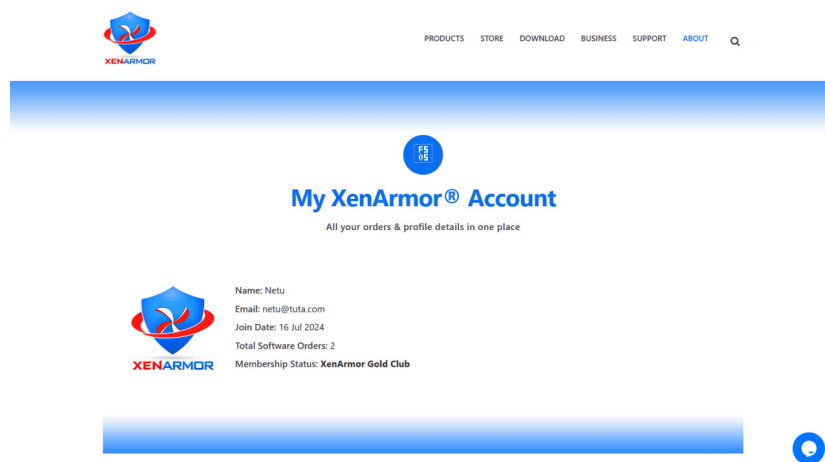 XENARMOR
PRODUCTS STORE DOWNLOAD BUSINESS SUPPORT ABOUT
My XenArmor® Account
All your orders & profile details in one place
Name: Netu
Email: netu@tuta.com
Join Date: 16 Jul 2024
Total Software Orders: 2
Membership Status: XenArmor Gold Club
XENARMOR